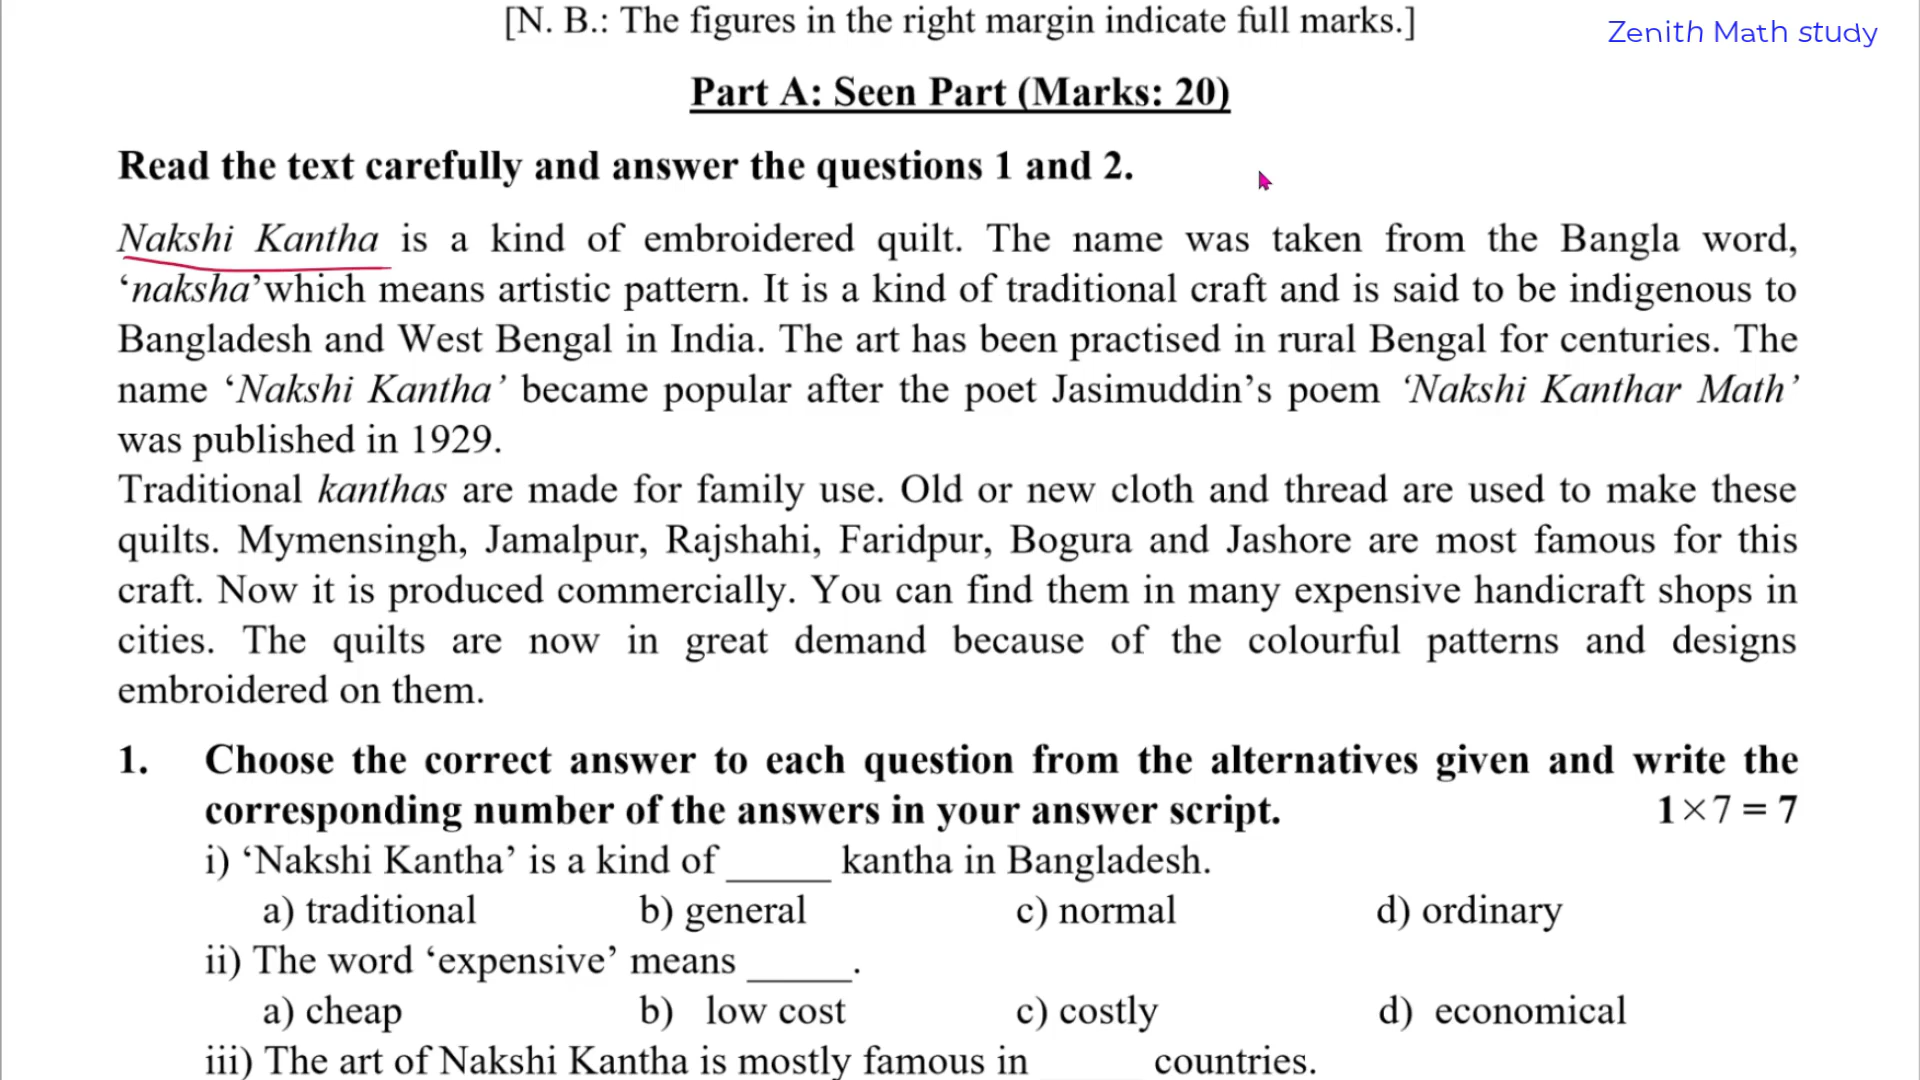 [N. B.: The figures in the right margin indicate full marks.]
Zenith Math study
Part A: Seen Part (Marks: 20)
Read the text carefully and answer the questions 1 and 2.
Nakshi Kantha is a kind of embroidered quilt. The name was taken from the Bangla word,
‘naksha’which means artistic pattern. It is a kind of traditional craft and is said to be indigenous to
Bangladesh and West Bengal in India. The art has been practised in rural Bengal for centuries. The
name ‘Nakshi Kantha’ became popular after the poet Jasimuddin’s poem ‘Nakshi Kanthar Math’
was published in 1929.
Traditional kanthas are made for family use. Old or new cloth and thread are used to make these
quilts. Mymensingh, Jamalpur, Rajshahi, Faridpur, Bogura and Jashore are most famous for this
craft. Now it is produced commercially. You can find them in many expensive handicraft shops in
cities. The quilts are now in great demand because of the colourful patterns and designs
embroidered on them.
1. Choose the correct answer to each question from the alternatives given and write the
corresponding number of the answers in your answer script. 1×7 = 7
i) ‘Nakshi Kantha’ is a kind of _____ kantha in Bangladesh.
a) traditional b) general c) normal d) ordinary
ii) The word ‘expensive’ means _____.
a) cheap b) low cost c) costly d) economical
iii) The art of Nakshi Kantha is mostly famous in _____ countries.